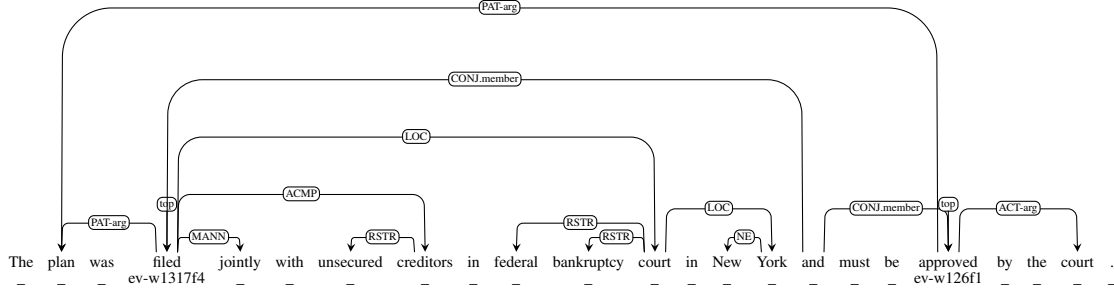 PAT-arg
CONJ.member
LOC
top ACMP
PAT-arg MANN RSTR RSTR RSTR LOC NE CONJ.member top ACT-arg
The plan was filed jointly with unsecured creditors in federal bankruptcy court in New York and must be approved by the court .
_ _ _ ev-w1317f4 _ _ _ _ _ _ _ _ _ _ _ _ _ _ ev-w126f1 _ _ _ _